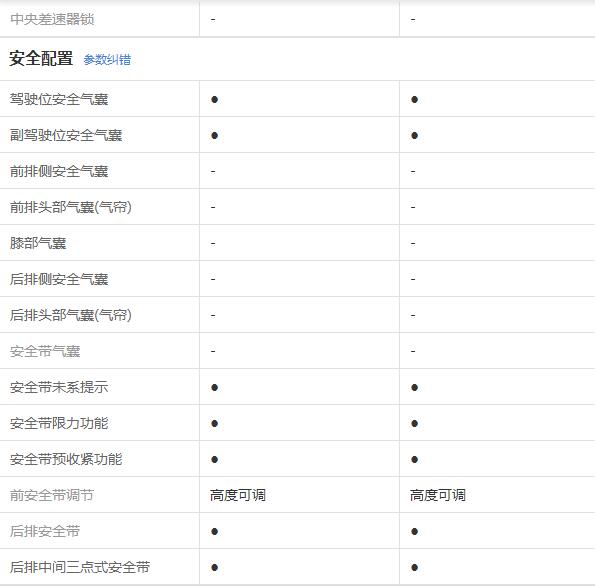 中央差速器锁 - -
安全配置 参数纠错
驾驶位安全气囊 ● ●
副驾驶位安全气囊 ● ●
前排侧安全气囊 - -
前排头部气囊(气帘) - -
膝部气囊 - -
后排侧安全气囊 - -
后排头部气囊(气帘) - -
安全带气囊 - -
安全带未系提示 ● ●
安全带限力功能 ● ●
安全带预收紧功能 ● ●
前安全带调节 高度可调 高度可调
后排安全带 ● ●
后排中间三点式安全带 ● ●